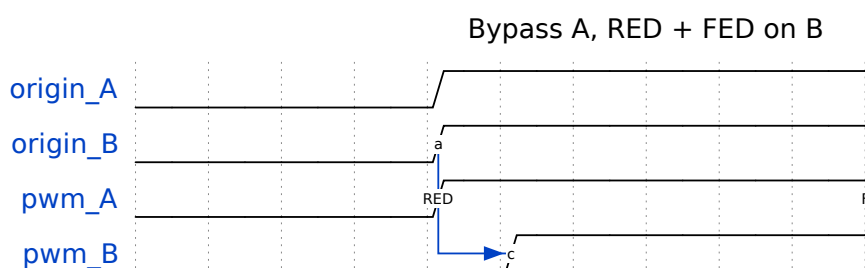 Bypass A, RED + FED on B
origin_A
origin_B
a
pwm_A
RED
pwm_B
c